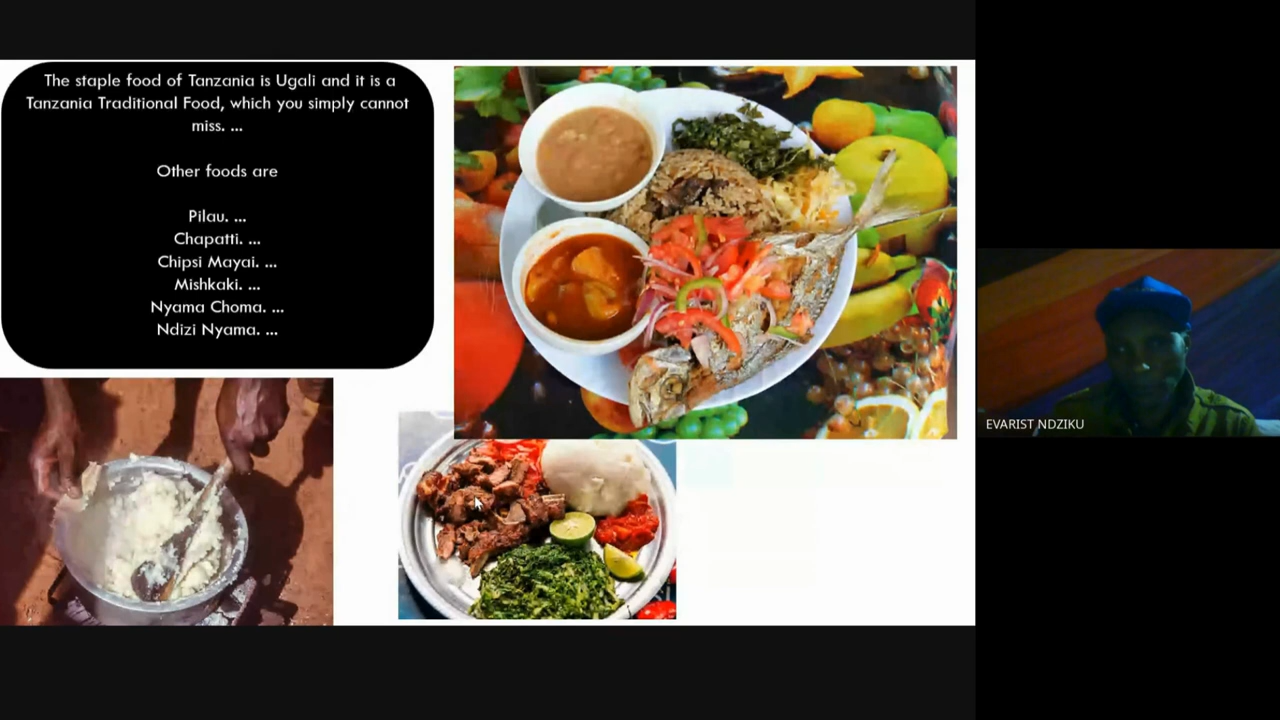 The staple food of Tanzania is Ugali and it is a
Tanzania Traditional Food, which you simply cannot
miss. ...
Other foods are
Pilau. ...
Chapatti. ...
Chipsi Mayai. ...
Mishkaki. ...
Nyama Choma. ...
Ndizi Nyama. ...
EVARIST NDZIKU